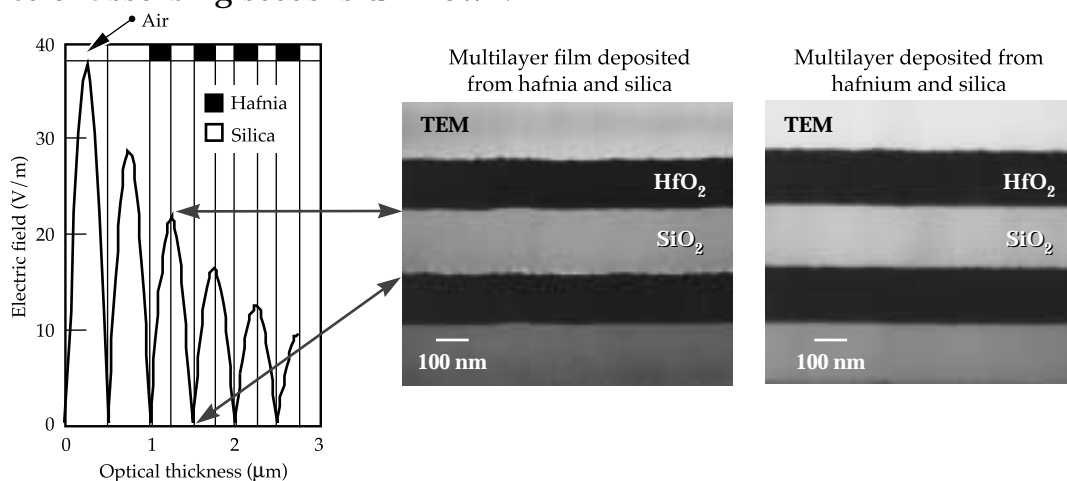 Air
40
30
20
10
0
Electric field (V/m)
Hafnia
Silica
0
1
2
3
Optical thickness (μm)
Multilayer film deposited
from hafnia and silica
TEM
HfO₂
SiO₂
100 nm
Multilayer deposited from
hafnium and silica
TEM
HfO₂
SiO₂
100 nm